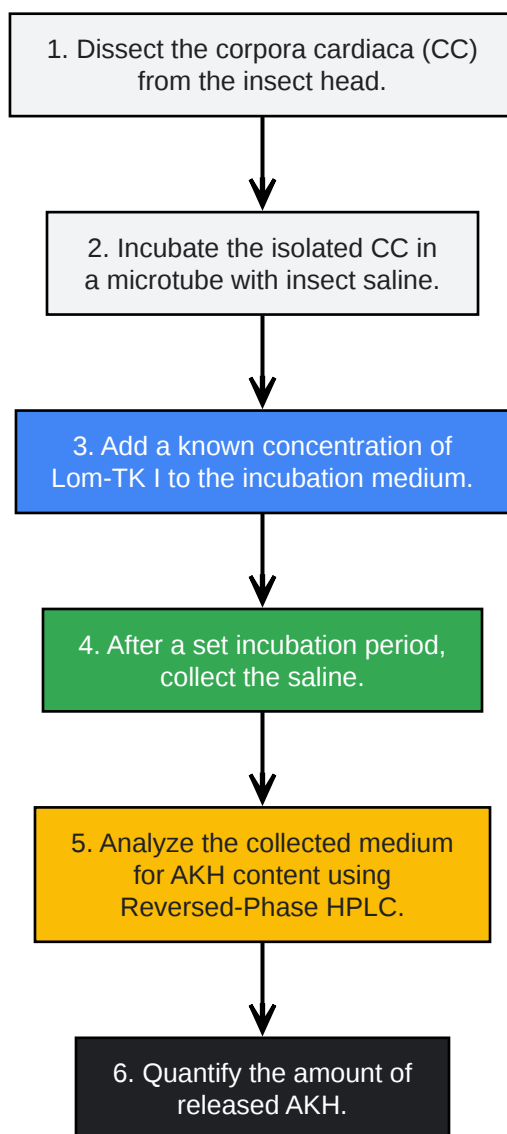 1. Dissect the corpora cardiaca (CC)
from the insect head.
2. Incubate the isolated CC in
a microtube with insect saline.
3. Add a known concentration of
Lom-TK I to the incubation medium.
4. After a set incubation period,
collect the saline.
5. Analyze the collected medium
for AKH content using
Reversed-Phase HPLC.
6. Quantify the amount of
released AKH.